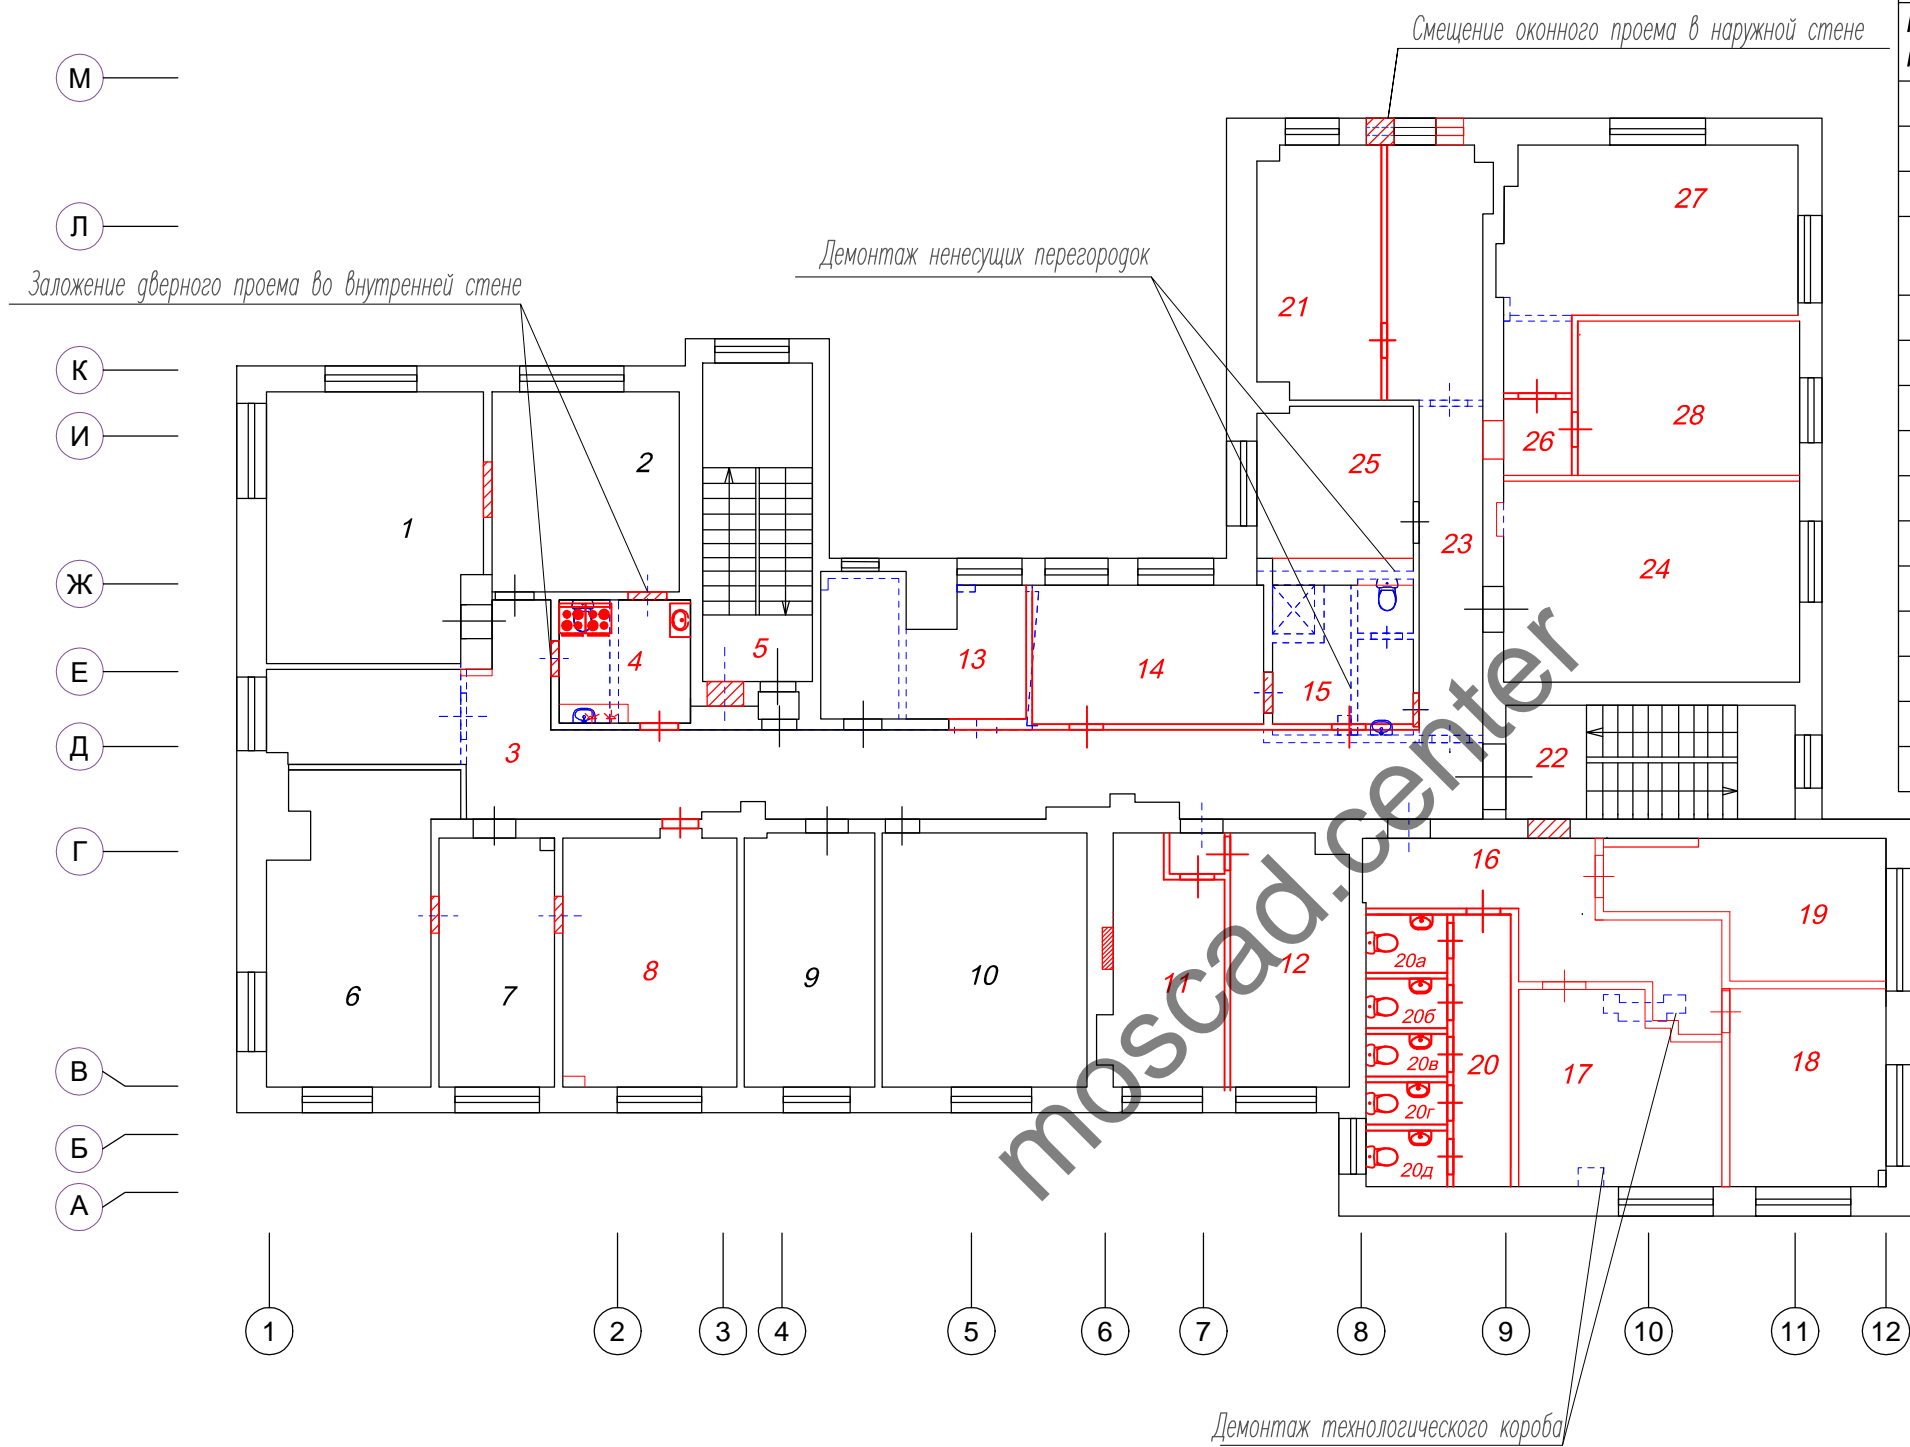 Смещение оконного проема в наружной стене
М
Л
27
Демонтаж ненесущих перегородок
Заложение дверного проема во внутренней стене
21
К
И
2
25
26
28
1
23
Ж
24
Е
5
4
13
14
15
Д
3
22
Г
16
19
8
9
10
11
12
6
7
20а
20б
20в
20г
20д
20
17
18
В
Б
А
moscad.center
1 2 3 4 5 6 7 8 9 10 11 12
Демонтаж технологического короба